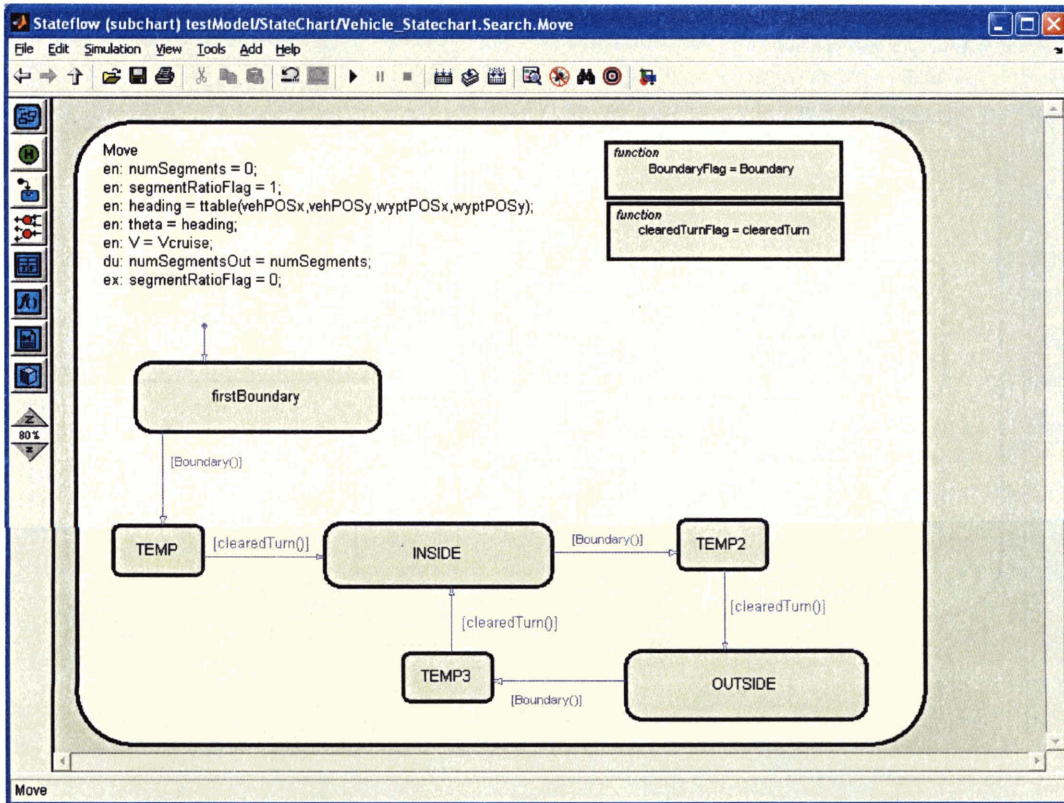 Stateflow (subchart) testModel/StateChart/Vehicle_Statechart.Search.Move
File Edit Simulation View Tools Add Help
Move
en: numSegments = 0;
en: segmentRatioFlag = 1;
en: heading = ttable(vehPOSx,vehPOSy,wyptPOSx,wyptPOSy);
en: theta = heading;
en: V = Vcruise;
du: numSegmentsOut = numSegments;
ex: segmentRatioFlag = 0;
function
BoundaryFlag = Boundary
function
clearedTurnFlag = clearedTurn
firstBoundary
80%
[Boundary()]
TEMP
[clearedTurn()]
INSIDE
[Boundary()]
TEMP2
[clearedTurn()]
[clearedTurn()]
TEMP3
[Boundary()]
OUTSIDE
Move